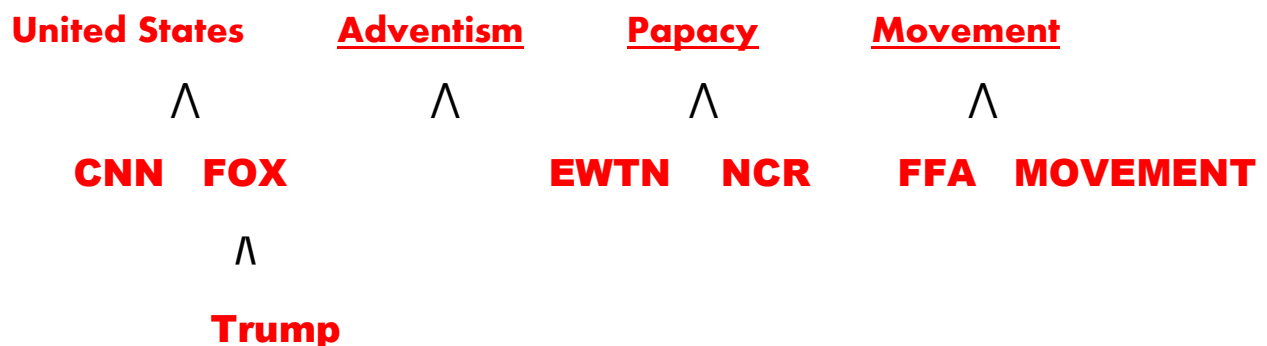 United States Adventism Papacy Movement
/\ /\ /\ /\
CNN FOX EWTN NCR FFA MOVEMENT
/\
Trump